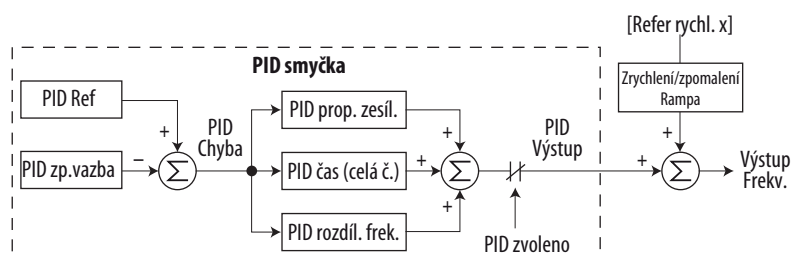 [Refer rychl. x]
PID smyčka
Zrychlení/zpomalení
Rampa
PID Ref
PID
Chyba
PID prop. zesíl.
PID
Výstup
+
+
+
PID zp.vazba
–
Σ
PID čas (celá č.)
+
Σ
+
Σ
Výstup
Frekv.
+
PID rozdíl. frek.
PID zvoleno